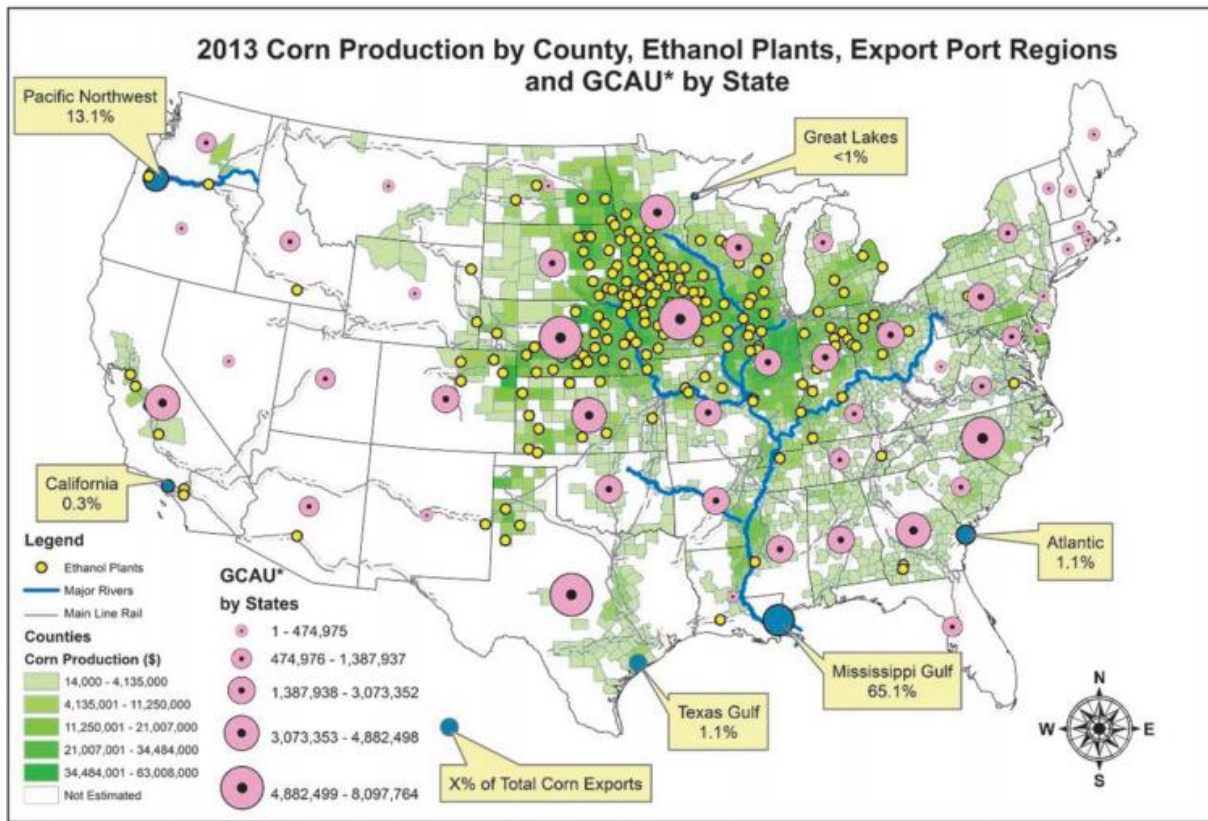 2013 Corn Production by County, Ethanol Plants, Export Port Regions
and GCAU* by State
Pacific Northwest
13.1%
Great Lakes
<1%
California
0.3%
Atlantic
1.1%
Mississippi Gulf
65.1%
Texas Gulf
1.1%
X% of Total Corn Exports
Legend
Ethanol Plants
Major Rivers
Main Line Rail
Counties
Corn Production ($)
14,000 - 4,135,000
4,135,001 - 11,250,000
11,250,001 - 21,007,000
21,007,001 - 34,484,000
34,484,001 - 63,008,000
Not Estimated
GCAU*
by States
1 - 474,975
474,976 - 1,387,937
1,387,938 - 3,073,352
3,073,353 - 4,882,498
4,882,499 - 8,097,764
N
W E
S